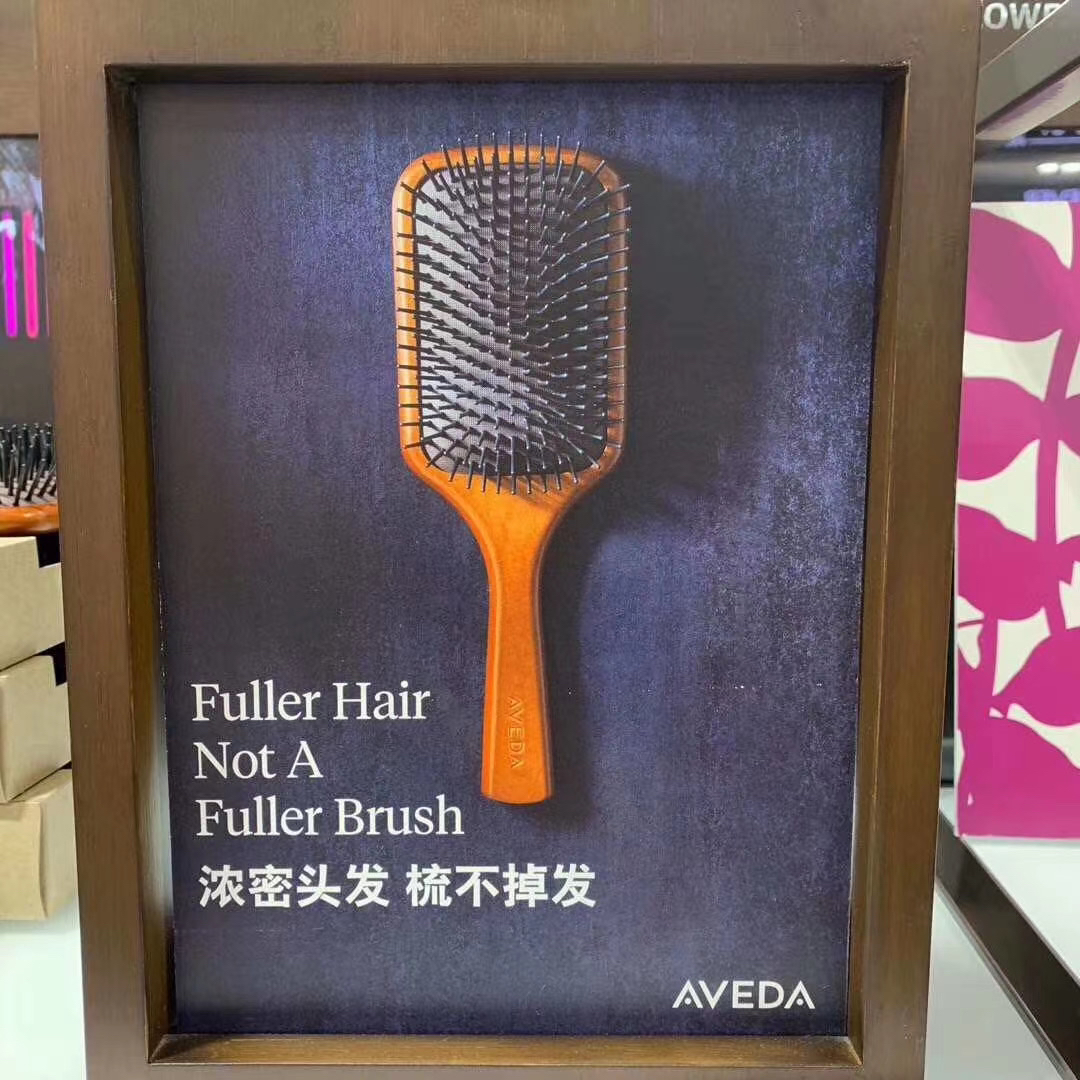 Fuller Hair
Not A
Fuller Brush
浓密头发 梳不掉发
AVEDA
AVEDA